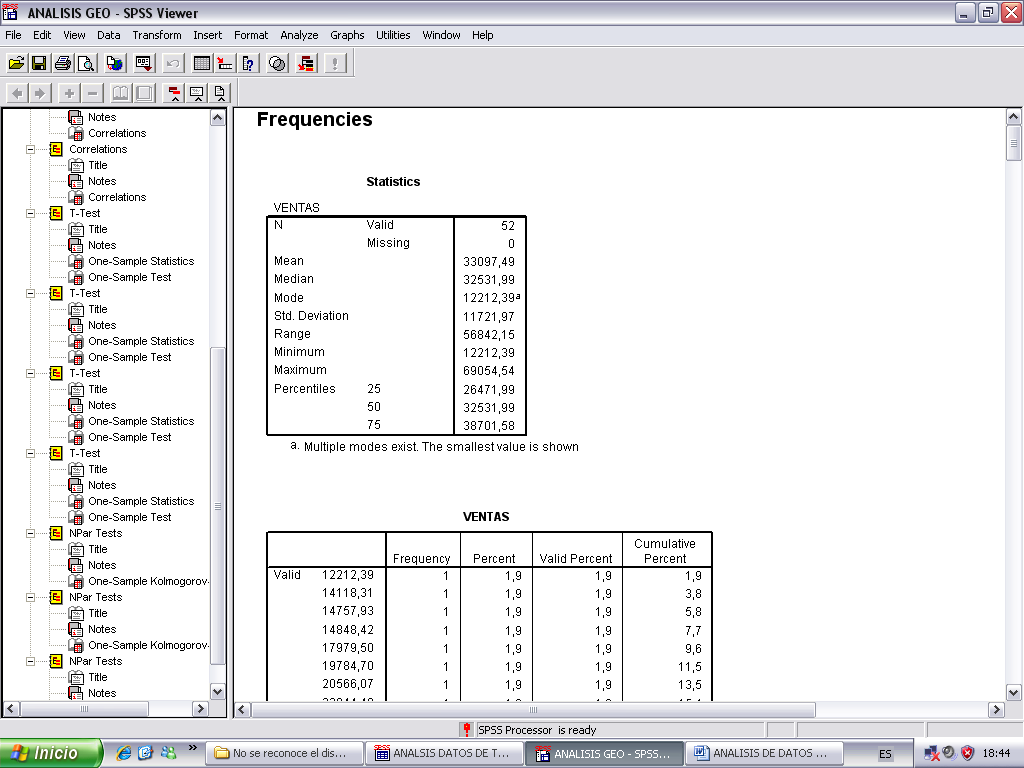 ANALISIS GEO - SPSS Viewer
File Edit View Data Transform Insert Format Analyze Graphs Utilities Window Help
Notes
Correlations
Correlations
Title
Notes
Correlations
T-Test
Title
Notes
One-Sample Statistics
One-Sample Test
T-Test
Title
Notes
One-Sample Statistics
One-Sample Test
T-Test
Title
Notes
One-Sample Statistics
One-Sample Test
T-Test
Title
Notes
One-Sample Statistics
One-Sample Test
NPar Tests
Title
Notes
One-Sample Kolmogorov-
NPar Tests
Title
Notes
One-Sample Kolmogorov-
NPar Tests
Title
Notes
Frequencies
Statistics
VENTAS
N Valid 52
Missing 0
Mean 33097,49
Median 32531,99
Mode 12212,39a
Std. Deviation 11721,97
Range 56842,15
Minimum 12212,39
Maximum 69054,54
Percentiles 25 26471,99
50 32531,99
75 38701,58
a. Multiple modes exist. The smallest value is shown
VENTAS
Frequency Percent Valid Percent Cumulative Percent
Valid 12212,39 1 1,9 1,9 1,9
14118,31 1 1,9 1,9 3,8
14757,93 1 1,9 1,9 5,8
14848,42 1 1,9 1,9 7,7
17979,50 1 1,9 1,9 9,6
19784,70 1 1,9 1,9 11,5
20566,07 1 1,9 1,9 13,5
SPSS Processor is ready
Inicio
No se reconoce el dis...
ANALSIS DATOS DE T...
ANALISIS GEO - SPSS...
ANALISIS DE DATOS ...
ES
18:44